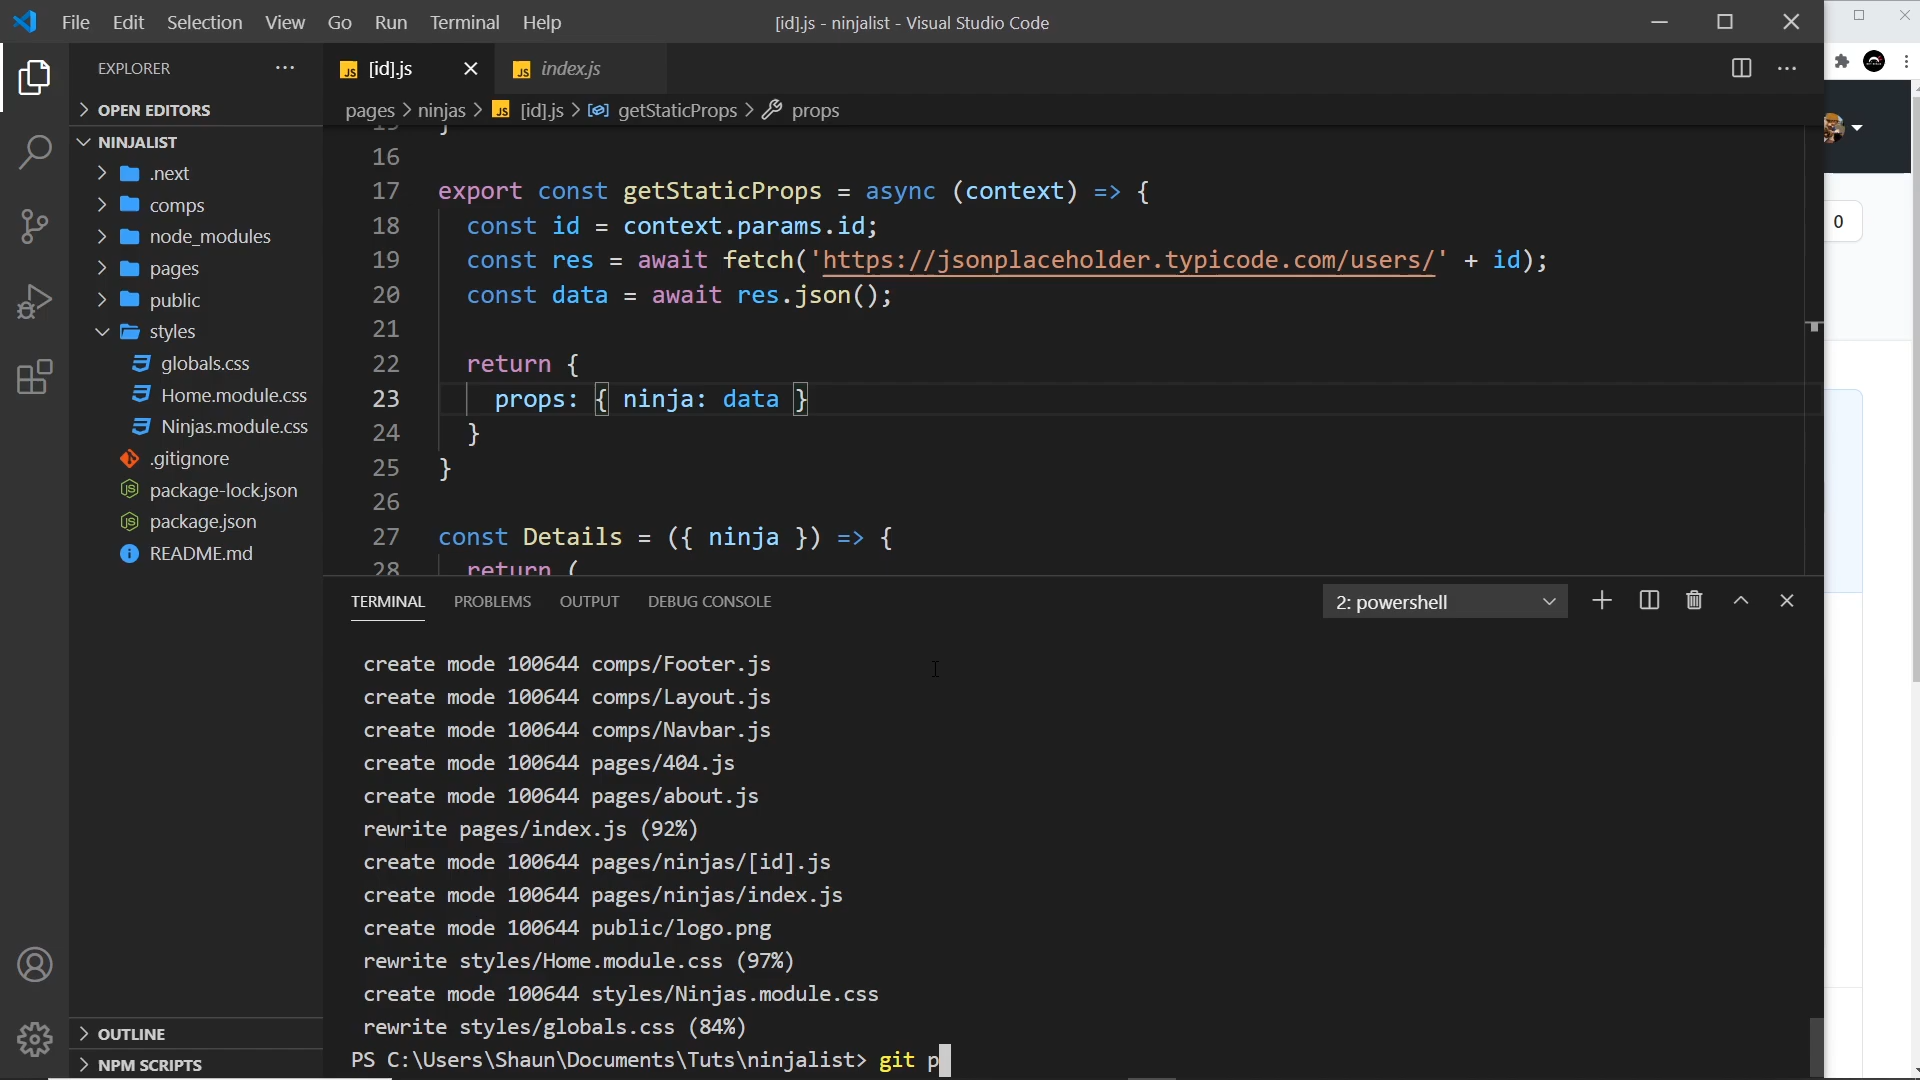 File Edit Selection View Go Run Terminal Help
[id].js - ninjalist - Visual Studio Code
EXPLORER
OPEN EDITORS
NINJALIST
.next
comps
node_modules
pages
public
styles
globals.css
Home.module.css
Ninjas.module.css
.gitignore
package-lock.json
package.json
README.md
OUTLINE
NPM SCRIPTS
JS [id].js
JS index.js
pages > ninjas > JS [id].js > getStaticProps > props
15 }
16
17 export const getStaticProps = async (context) => {
18 const id = context.params.id;
19 const res = await fetch('https://jsonplaceholder.typicode.com/users/' + id);
20 const data = await res.json();
21
22 return {
23 props: { ninja: data }
24 }
25 }
26
27 const Details = ({ ninja }) => {
28 return (
TERMINAL PROBLEMS OUTPUT DEBUG CONSOLE
2: powershell
create mode 100644 comps/Footer.js
create mode 100644 comps/Layout.js
create mode 100644 comps/Navbar.js
create mode 100644 pages/404.js
create mode 100644 pages/about.js
rewrite pages/index.js (92%)
create mode 100644 pages/ninjas/[id].js
create mode 100644 pages/ninjas/index.js
create mode 100644 public/logo.png
rewrite styles/Home.module.css (97%)
create mode 100644 styles/Ninjas.module.css
rewrite styles/globals.css (84%)
PS C:\Users\Shaun\Documents\Tuts\ninjalist> git p
0